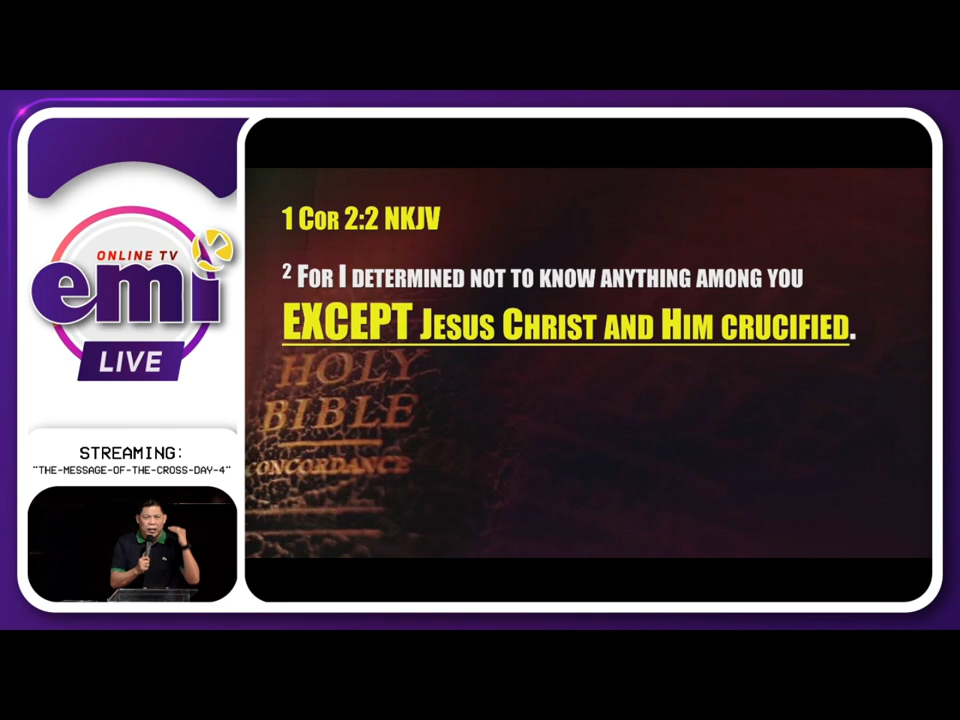 ONLINE TV
emi
LIVE
STREAMING:
"THE-MESSAGE-OF-THE-CROSS-DAY-4"
1 COR 2:2 NKJV
2 FOR I DETERMINED NOT TO KNOW ANYTHING AMONG YOU
EXCEPT JESUS CHRIST AND HIM CRUCIFIED.
HOLY
BIBLE
CONCORDANCE